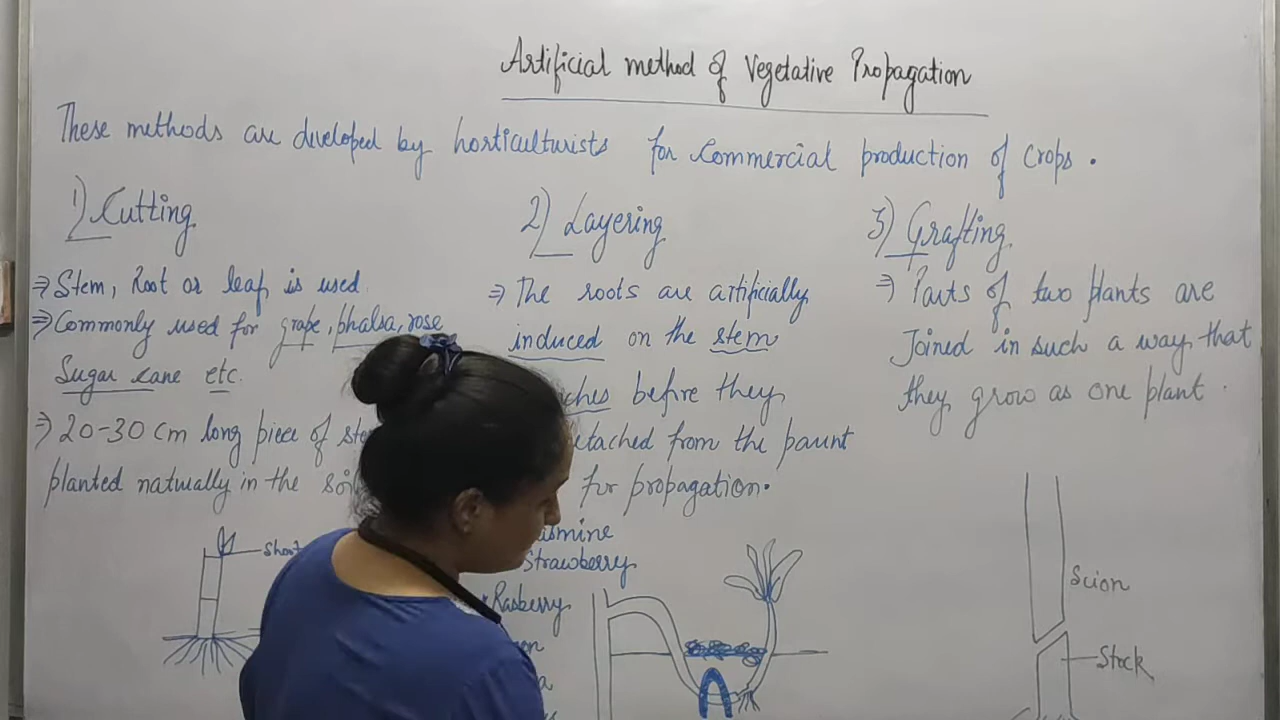 Artificial method of Vegetative Propagation
These methods are developed by horticulturists for Commercial production of Crops.
1) Cutting
⇒ Stem, Root or leaf is used.
⇒ Commonly used for grape, phalsa, rose
Sugar cane etc.
⇒ 20-30 cm long piece of
planted naturally in the
Shoot
2) Layering
⇒ The roots are artificially
induced on the stem
before they
from the paunt
for propagation.
Strawberry
Rasberry
3) Grafting
⇒ Parts of two plants are
Joined in such a way that
they grow as one plant.
Scion
Stock